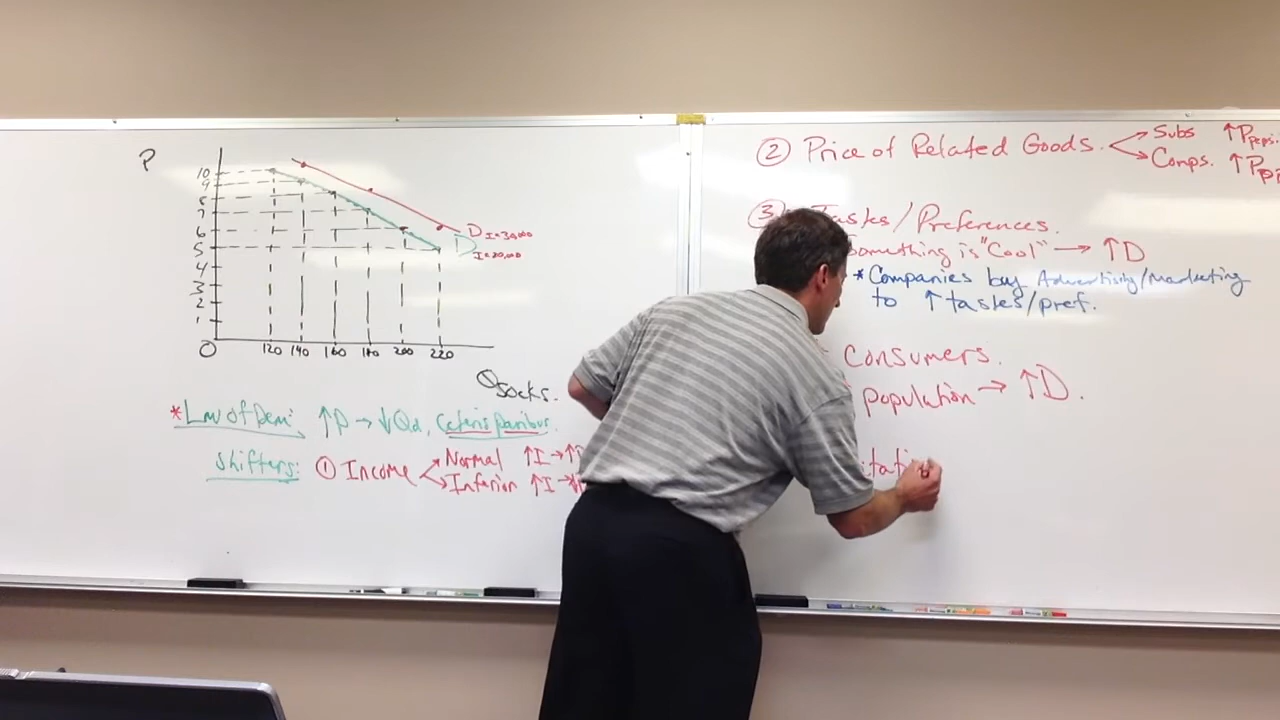 P
10
9
8
7
6
5
4
3
2
1
0
120 140 160 180 200 220
D I=30,000
D I=20,000
Qsocks.
*Law of Dem: ↑P → ↓Qd, Ceteris paribus.
Shifters: ① Income < Normal ↑I →↑
Inferior ↑I →
② Price of Related Goods. < Subs ↑P
Comps. ↑P
③ Tastes/Preferences.
Something is "Cool" → ↑D
*Companies buy Advertising/Marketing
to ↑ tastes/pref.
Consumers.
population → ↑D.